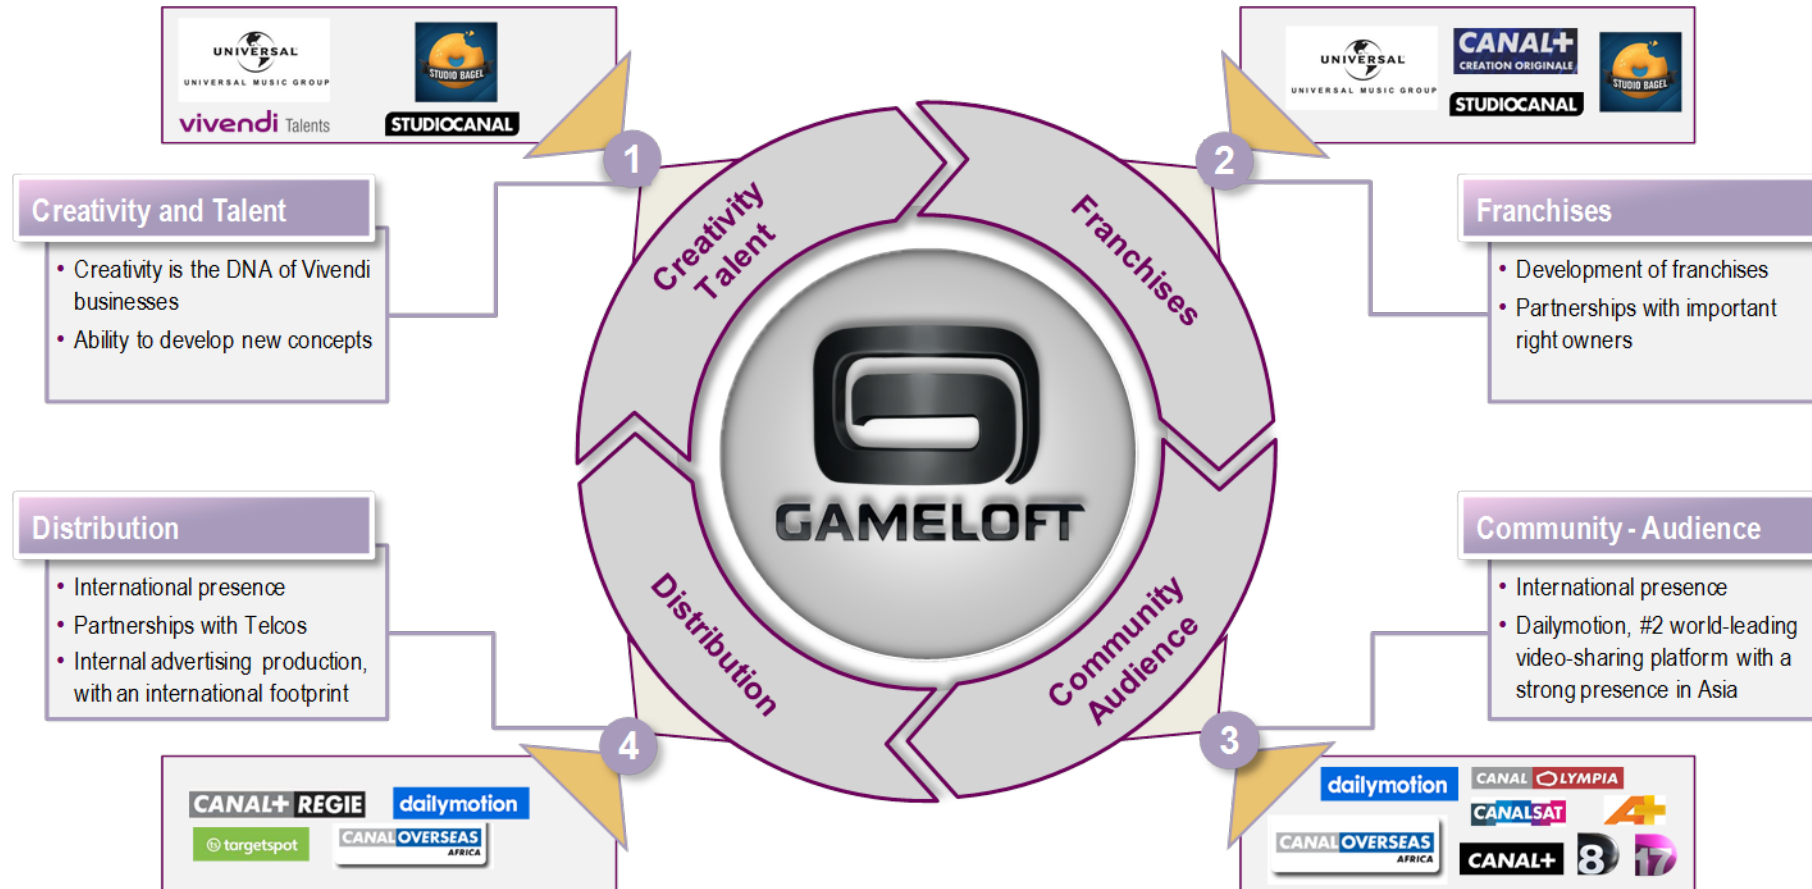 UNIVERSAL
UNIVERSAL MUSIC GROUP
STUDIO BAGEL
vivendi Talents
STUDIOCANAL
1
Creativity and Talent
• Creativity is the DNA of Vivendi
businesses
• Ability to develop new concepts
UNIVERSAL
UNIVERSAL MUSIC GROUP
CANAL+
CREATION ORIGINALE
STUDIOCANAL
STUDIO BAGEL
2
Franchises
• Development of franchises
• Partnerships with important
right owners
Creativity
Talent
Franchises
GAMELOFT
Distribution
Community
Audience
Distribution
• International presence
• Partnerships with Telcos
• Internal advertising production,
with an international footprint
4
CANAL+ REGIE
dailymotion
targetspot
CANAL OVERSEAS
AFRICA
Community - Audience
• International presence
• Dailymotion, #2 world-leading
video-sharing platform with a
strong presence in Asia
3
dailymotion
CANAL OLYMPIA
CANALSAT
A+
CANAL OVERSEAS
AFRICA
CANAL+
D8
D17